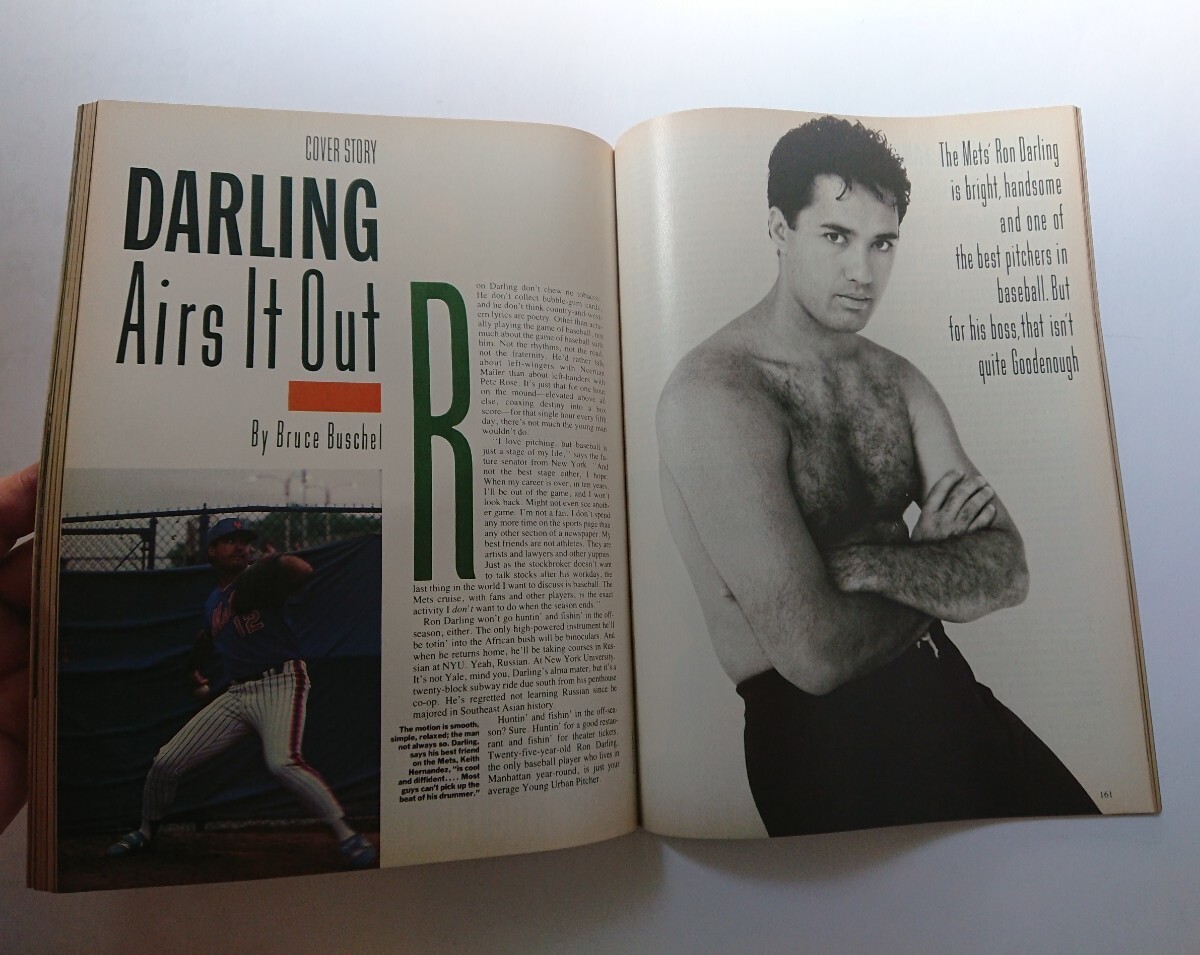 COVER STORY
DARLING
Airs It Out
By Bruce Buschel
R
on Darling don't chew no tobacco.
He don't collect bubble-gum cards,
and he don't think country-and-west-
ern lyrics are poetry. Other than actu-
ally playing the game of baseball, not
much about the game of baseball suits
him. Not the rhythms, not the roads,
not the fraternity. He'd rather talk
about left-wingers with Norman
Mailer than about left-handers with
Pete Rose. It's just that for one hour
on the mound—elevated above all
else, coaxing destiny into a box
score—for that single hour every fifth
day, there's not much the young man
wouldn't do.
"I love pitching, but baseball is
just a stage of my life," says the fu-
ture senator from New York. "And
not the best stage either, I hope.
When my career is over, in ten years,
I'll be out of the game, and I won't
look back. Might not even see anoth-
er game. I'm not a fan. I don't spend
any more time on the sports page than
any other section of a newspaper. My
best friends are not athletes. They are
artists and lawyers and other yuppies.
Just as the stockbroker doesn't want
to talk stocks after his workday, the
last thing in the world I want to discuss is baseball. The
Mets cruise, with fans and other players, is the exact
activity I don't want to do when the season ends."
Ron Darling won't go huntin' and fishin' in the off-
season, either. The only high-powered instrument he'll
be totin' into the African bush will be binoculars. And
when he returns home, he'll be taking courses in Rus-
sian at NYU. Yeah, Russian. At New York University.
It's not Yale, mind you, Darling's alma mater, but it's a
twenty-block subway ride due south from his penthouse
co-op. He's regretted not learning Russian since he
majored in Southeast Asian history.
Huntin' and fishin' in the off-sea-
son? Sure. Huntin' for a good restau-
rant and fishin' for theater tickets.
Twenty-five-year-old Ron Darling,
the only baseball player who lives in
Manhattan year-round, is just your
average Young Urban Pitcher.
The motion is smooth,
simple, relaxed; the man
not always so. Darling,
says his best friend
on the Mets, Keith
Hernandez, "is cool
and diffident.... Most
guys can't pick up the
beat of his drummer."
Mets
12
The Mets' Ron Darling
is bright, handsome
and one of
the best pitchers in
baseball. But
for his boss, that isn't
quite Goodenough
161